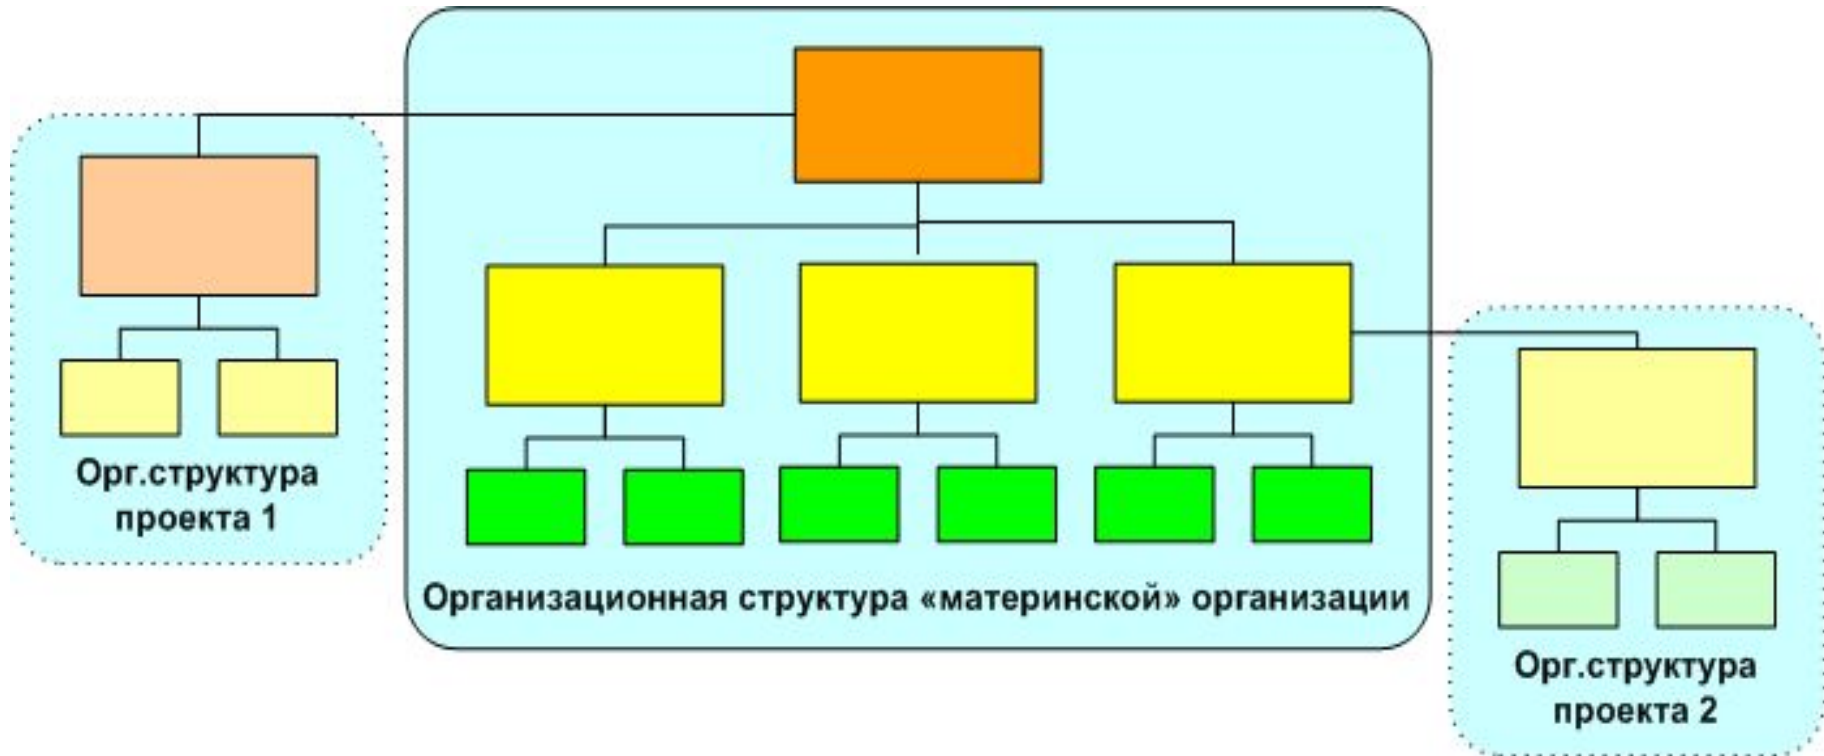 Орг.структура
проекта 1
Организационная структура «материнской» организации
Орг.структура
проекта 2